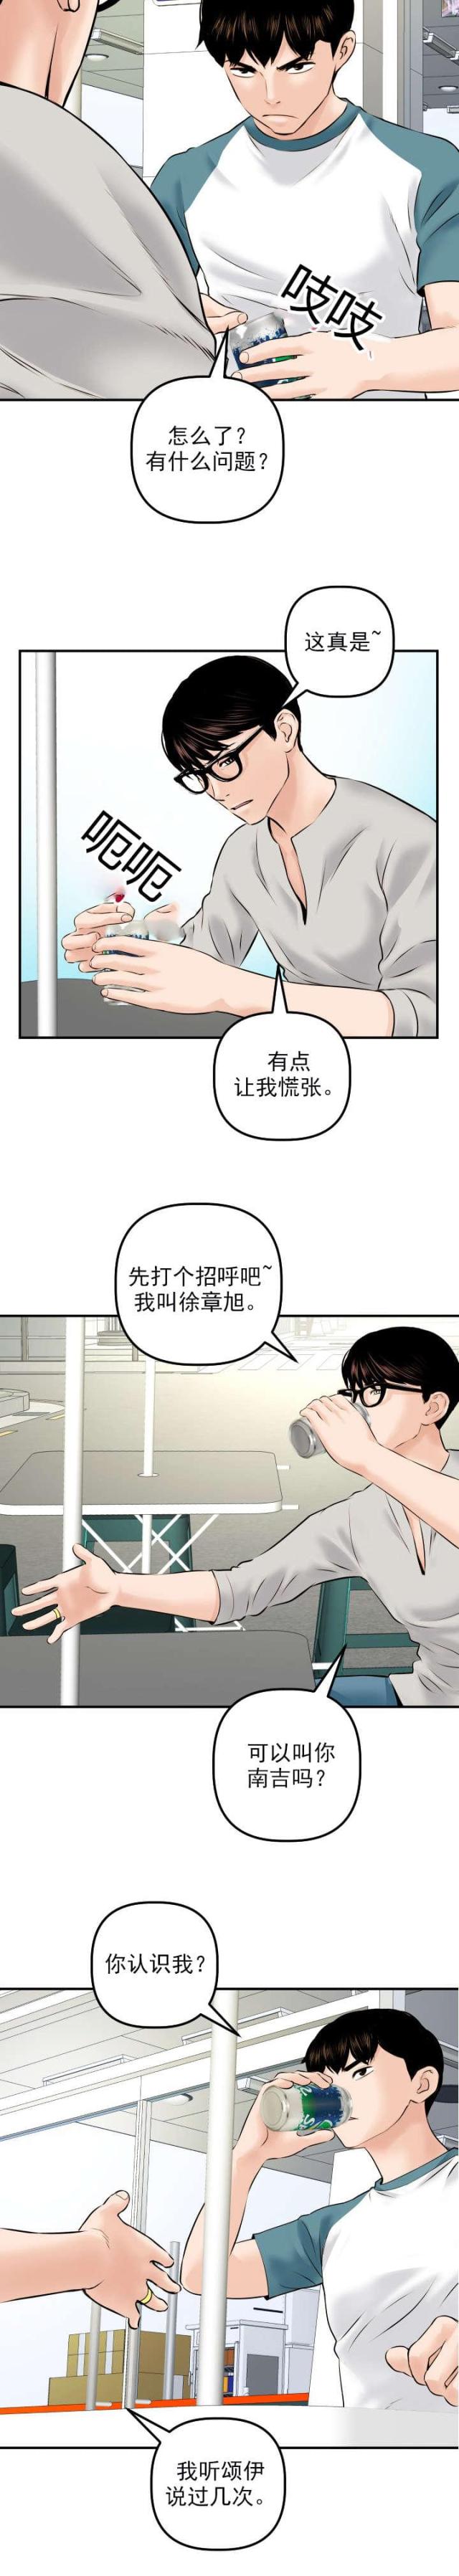 吱吱
怎么了?
有什么问题?
这真是~
呃呃
有点
让我慌张。
先打个招呼吧~
我叫徐章旭。
可以叫你
南吉吗?
你认识我?
我听颂伊
说过几次。